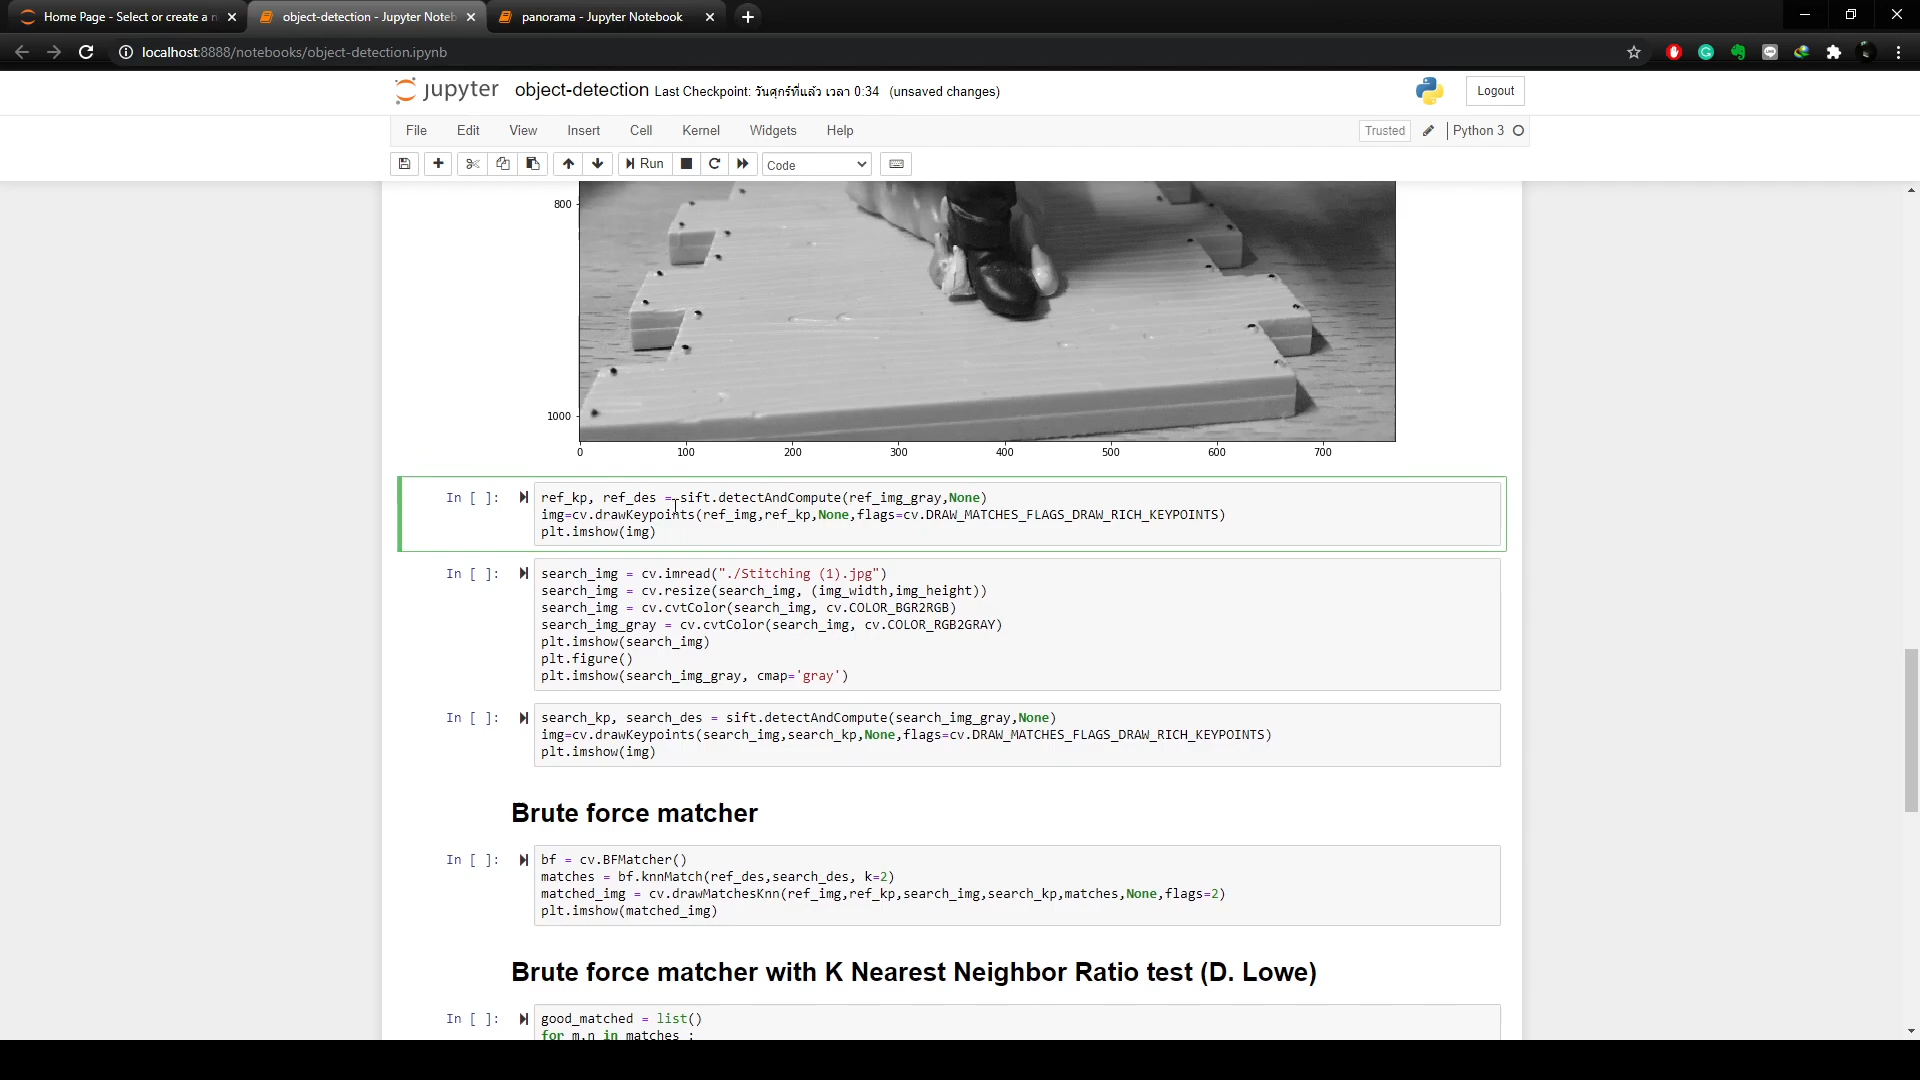 Home Page - Select or create a n
object-detection - Jupyter Noteb
panorama - Jupyter Notebook
localhost:8888/notebooks/object-detection.ipynb
jupyter object-detection Last Checkpoint: วันศุกร์ที่แล้ว เวลา 0:34 (unsaved changes)
Logout
File Edit View Insert Cell Kernel Widgets Help
Trusted
Python 3
Run
Code
800
1000
0 100 200 300 400 500 600 700
In [ ]: ref_kp, ref_des = sift.detectAndCompute(ref_img_gray,None)
img=cv.drawKeypoints(ref_img,ref_kp,None,flags=cv.DRAW_MATCHES_FLAGS_DRAW_RICH_KEYPOINTS)
plt.imshow(img)
In [ ]: search_img = cv.imread("./Stitching (1).jpg")
search_img = cv.resize(search_img, (img_width,img_height))
search_img = cv.cvtColor(search_img, cv.COLOR_BGR2RGB)
search_img_gray = cv.cvtColor(search_img, cv.COLOR_RGB2GRAY)
plt.imshow(search_img)
plt.figure()
plt.imshow(search_img_gray, cmap='gray')
In [ ]: search_kp, search_des = sift.detectAndCompute(search_img_gray,None)
img=cv.drawKeypoints(search_img,search_kp,None,flags=cv.DRAW_MATCHES_FLAGS_DRAW_RICH_KEYPOINTS)
plt.imshow(img)
Brute force matcher
In [ ]: bf = cv.BFMatcher()
matches = bf.knnMatch(ref_des,search_des, k=2)
matched_img = cv.drawMatchesKnn(ref_img,ref_kp,search_img,search_kp,matches,None,flags=2)
plt.imshow(matched_img)
Brute force matcher with K Nearest Neighbor Ratio test (D. Lowe)
In [ ]: good_matched = list()
for m,n in matches :